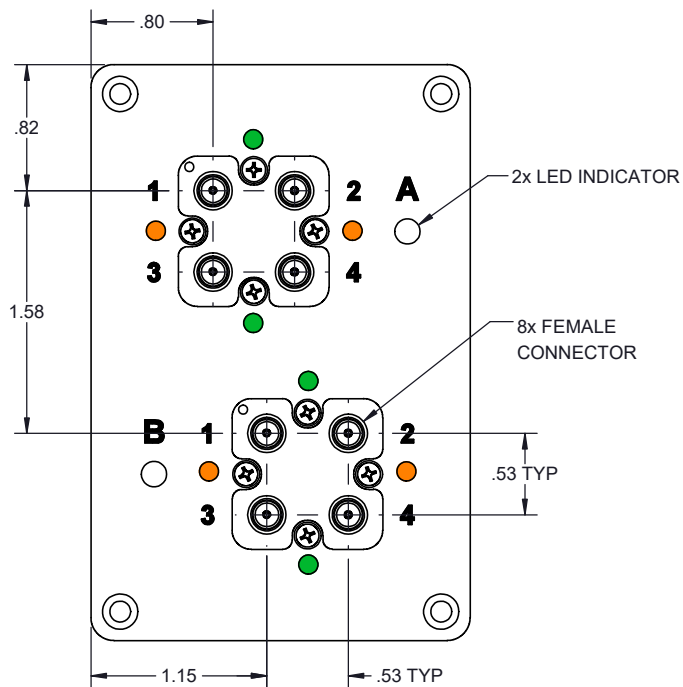 .80
.82
1 2 A
2x LED INDICATOR
3 4
1.58
8x FEMALE
CONNECTOR
B 1 2
.53 TYP
3 4
1.15
.53 TYP